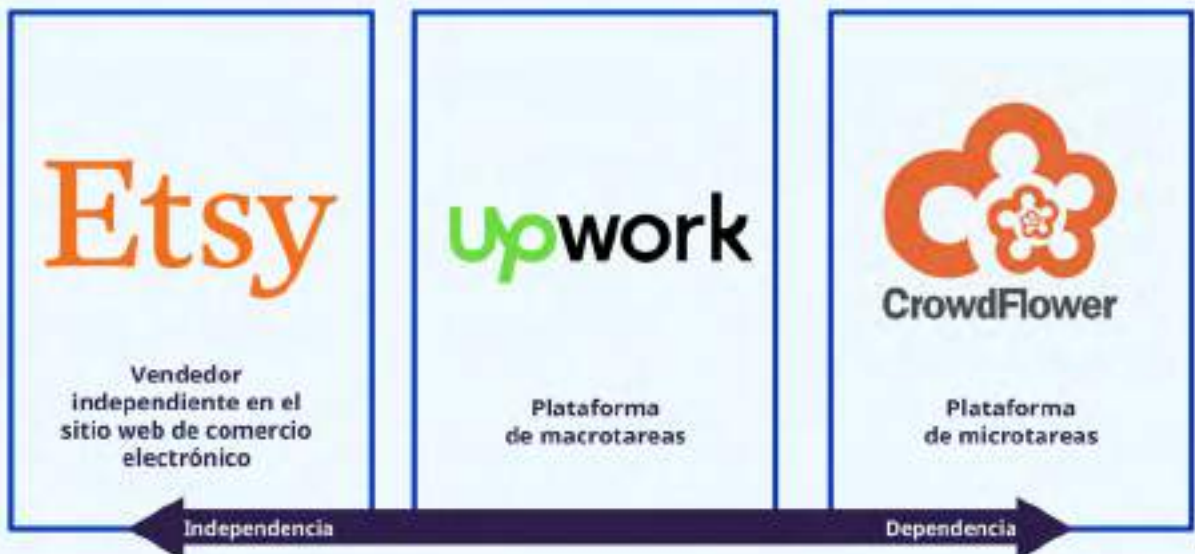 Etsy
Vendedor
independiente en el
sitio web de comercio
electrónico
upwork
Plataforma
de macrotareas
CrowdFlower
Plataforma
de microtareas
Independencia
Dependencia